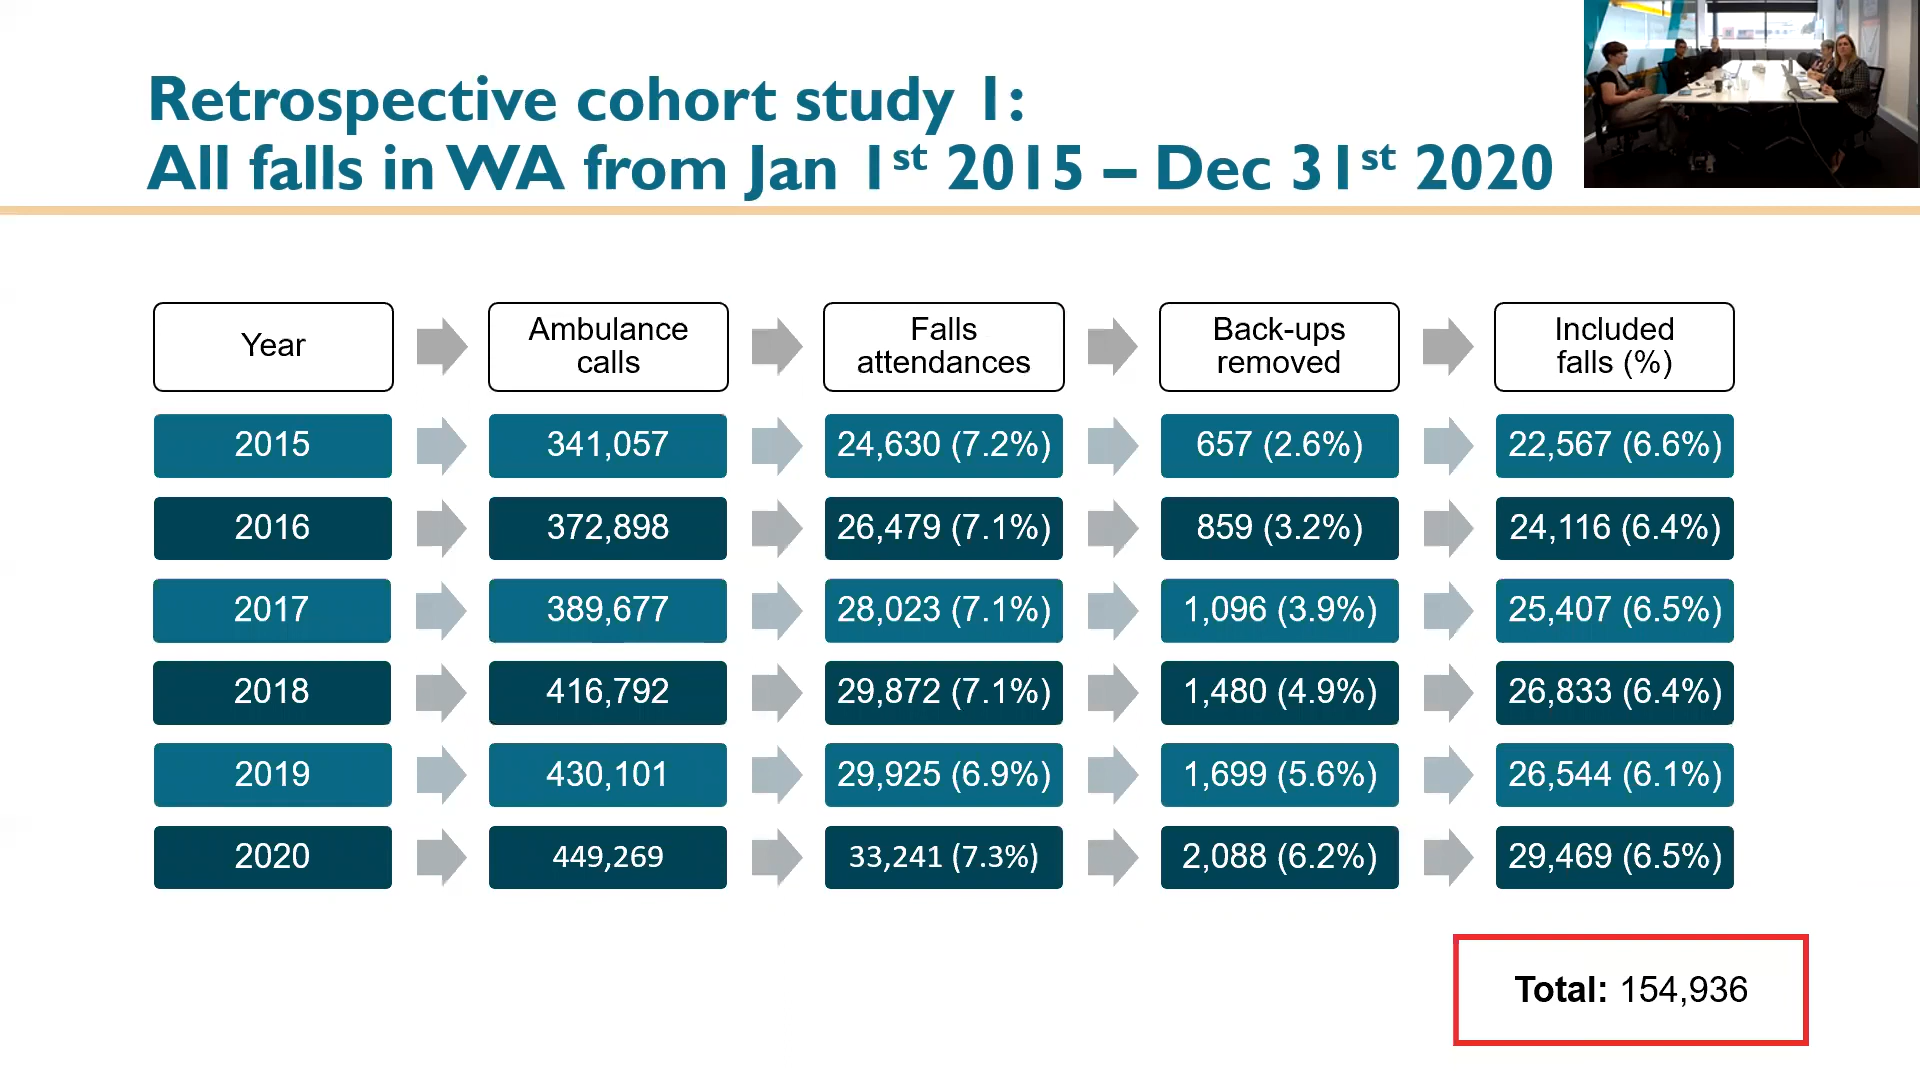 Retrospective cohort study 1:
All falls in WA from Jan 1st 2015 – Dec 31st 2020
Year
Ambulance
calls
Falls
attendances
Back-ups
removed
Included
falls (%)
2015
341,057
24,630 (7.2%)
657 (2.6%)
22,567 (6.6%)
2016
372,898
26,479 (7.1%)
859 (3.2%)
24,116 (6.4%)
2017
389,677
28,023 (7.1%)
1,096 (3.9%)
25,407 (6.5%)
2018
416,792
29,872 (7.1%)
1,480 (4.9%)
26,833 (6.4%)
2019
430,101
29,925 (6.9%)
1,699 (5.6%)
26,544 (6.1%)
2020
449,269
33,241 (7.3%)
2,088 (6.2%)
29,469 (6.5%)
Total: 154,936